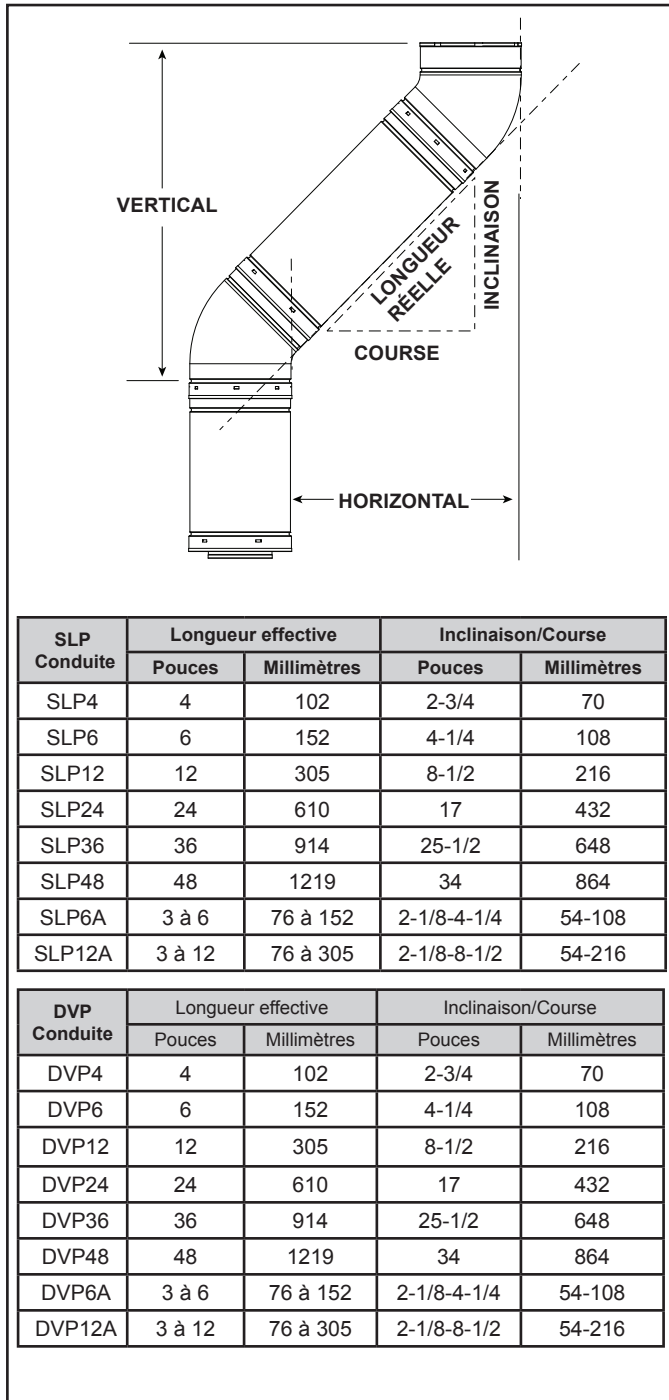 VERTICAL
LONGUEUR
RÉELLE
INCLINAISON
COURSE
HORIZONTAL
SLP Conduite Longueur effective Inclinaison/Course
Pouces Millimètres Pouces Millimètres
SLP4 4 102 2-3/4 70
SLP6 6 152 4-1/4 108
SLP12 12 305 8-1/2 216
SLP24 24 610 17 432
SLP36 36 914 25-1/2 648
SLP48 48 1219 34 864
SLP6A 3 à 6 76 à 152 2-1/8-4-1/4 54-108
SLP12A 3 à 12 76 à 305 2-1/8-8-1/2 54-216
DVP Conduite Longueur effective Inclinaison/Course
Pouces Millimètres Pouces Millimètres
DVP4 4 102 2-3/4 70
DVP6 6 152 4-1/4 108
DVP12 12 305 8-1/2 216
DVP24 24 610 17 432
DVP36 36 914 25-1/2 648
DVP48 48 1219 34 864
DVP6A 3 à 6 76 à 152 2-1/8-4-1/4 54-108
DVP12A 3 à 12 76 à 305 2-1/8-8-1/2 54-216